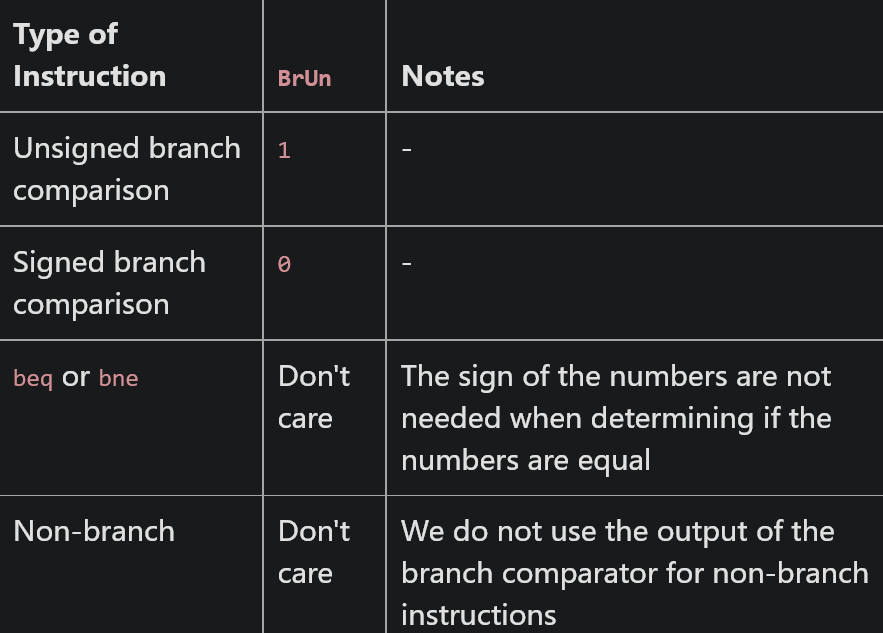 Type of
Instruction BrUn Notes
Unsigned branch 1 -
comparison
Signed branch 0 -
comparison
beq or bne Don't The sign of the numbers are not
care needed when determining if the
numbers are equal
Non-branch Don't We do not use the output of the
care branch comparator for non-branch
instructions